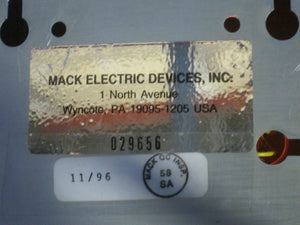 MACK ELECTRIC DEVICES, INC.
1 North Avenue
Wyncote, PA 19095-1205 USA
029656
11/96
MACK QC INSP.
58
SA